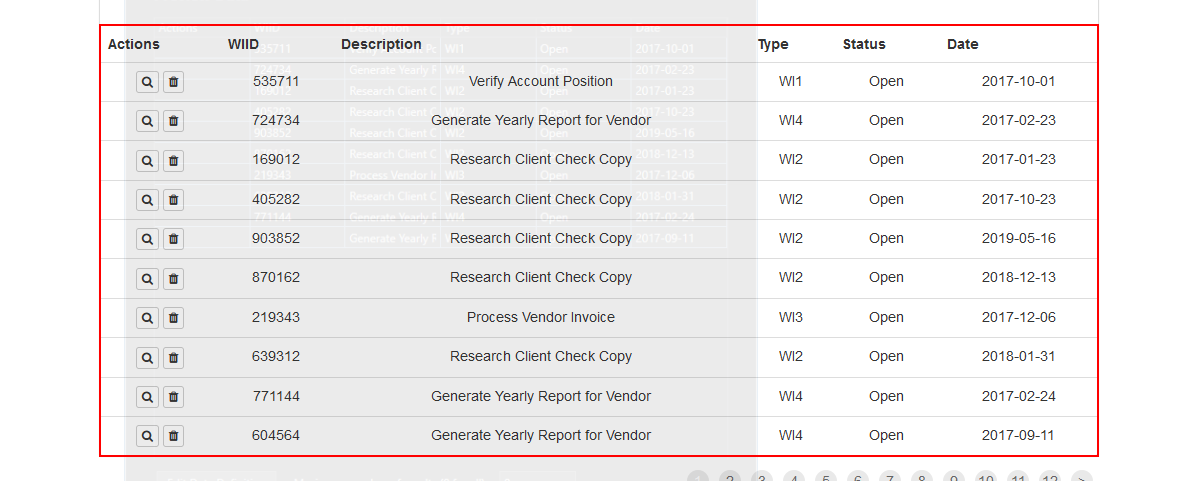 Actions WIID Description Type Status Date
535711 Verify Account Position WI1 Open 2017-10-01
724734 Generate Yearly Report for Vendor WI4 Open 2017-02-23
169012 Research Client Check Copy WI2 Open 2017-01-23
405282 Research Client Check Copy WI2 Open 2017-10-23
903852 Research Client Check Copy WI2 Open 2019-05-16
870162 Research Client Check Copy WI2 Open 2018-12-13
219343 Process Vendor Invoice WI3 Open 2017-12-06
639312 Research Client Check Copy WI2 Open 2018-01-31
771144 Generate Yearly Report for Vendor WI4 Open 2017-02-24
604564 Generate Yearly Report for Vendor WI4 Open 2017-09-11
1 2 3 4 5 6 7 8 9 10 11 12 >